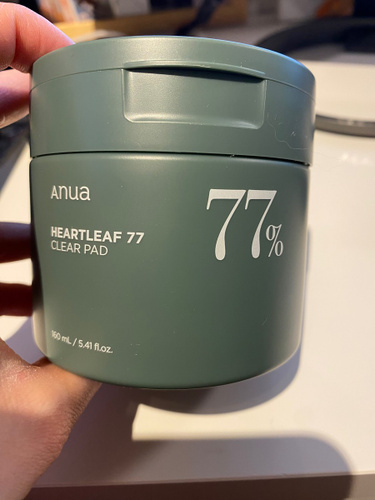 Anua
77%
HEARTLEAF 77
CLEAR PAD
160 mL / 5.41 fl.oz.